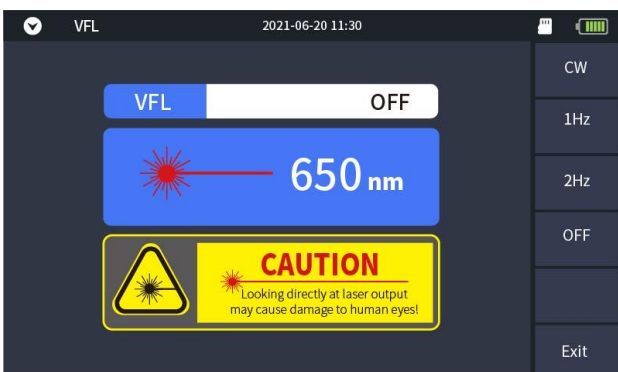 VFL 2021-06-20 11:30
CW
VFL OFF
1Hz
650 nm
2Hz
OFF
CAUTION
Looking directly at laser output
may cause damage to human eyes!
Exit